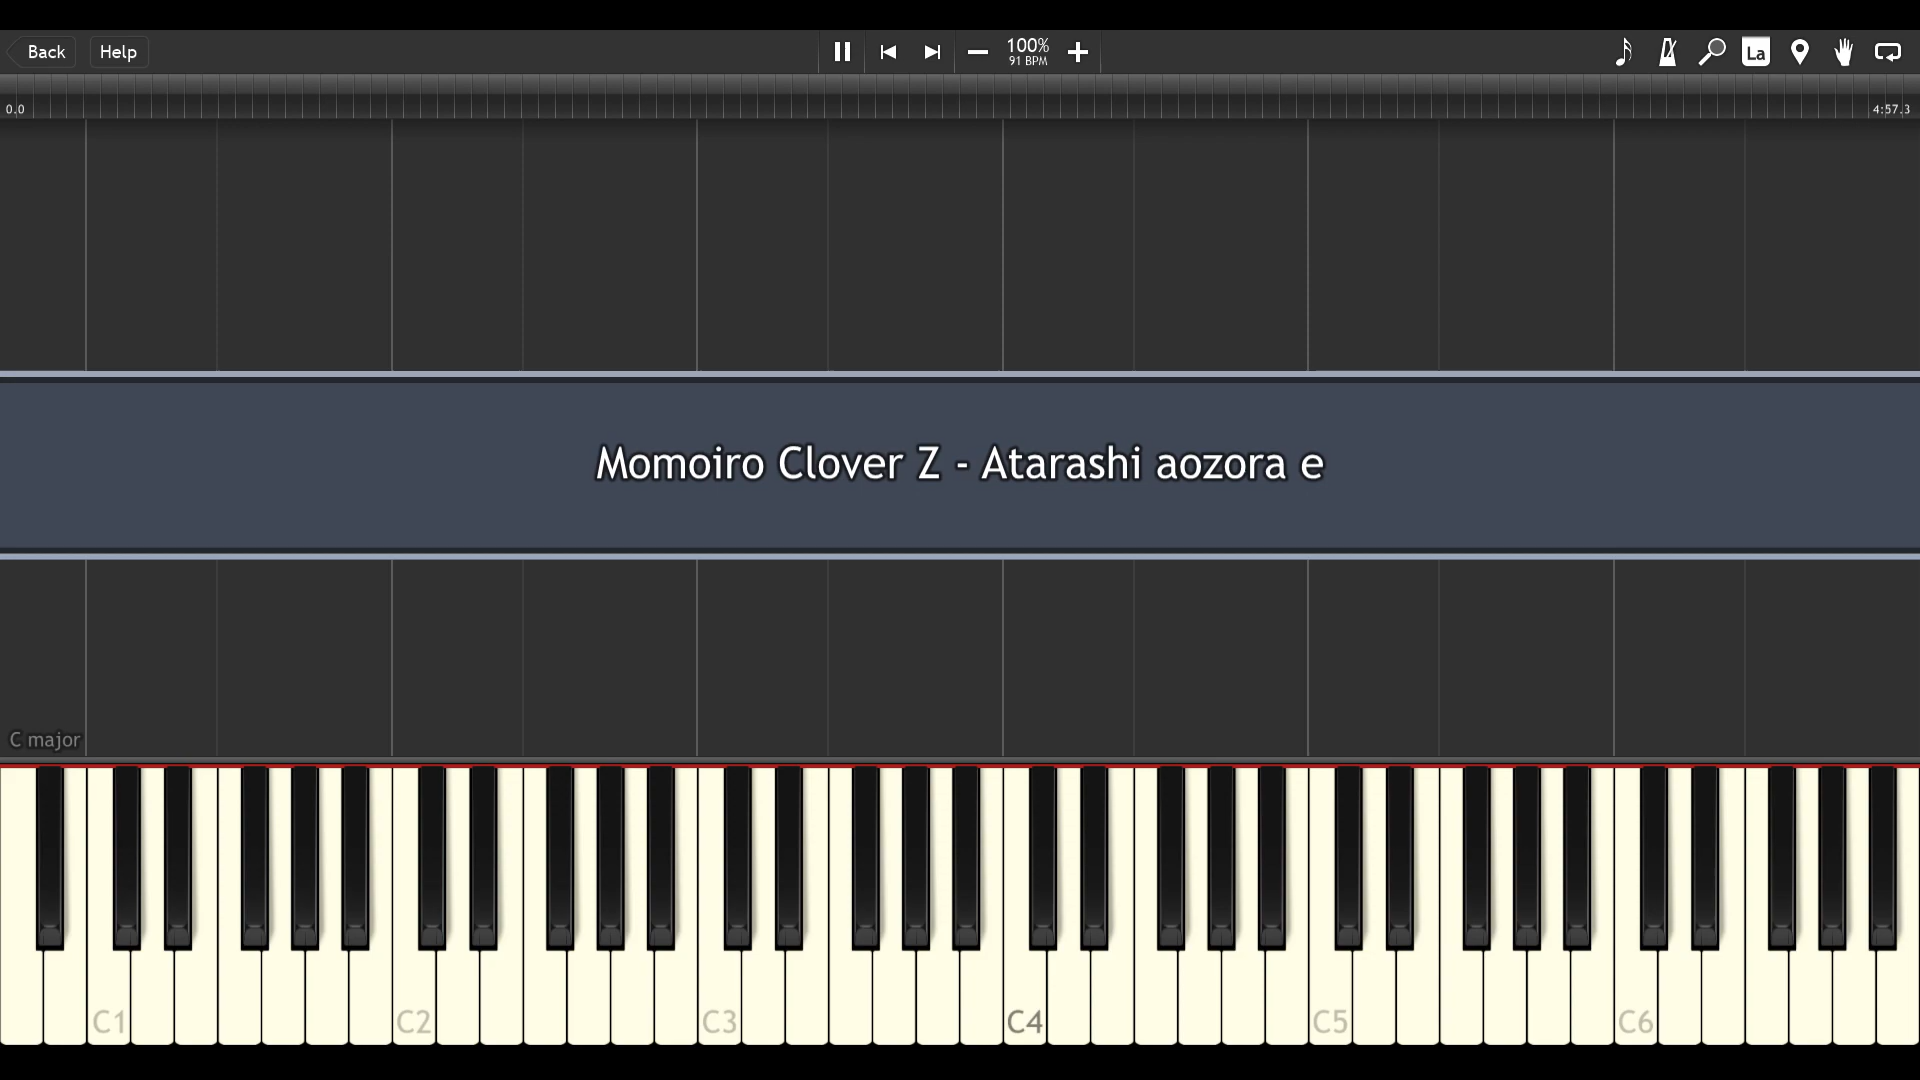 Back
Help
100%
91 BPM
La
0.0
4:57.3
Momoiro Clover Z - Atarashi aozora e
C major
C1
C2
C3
C4
C5
C6